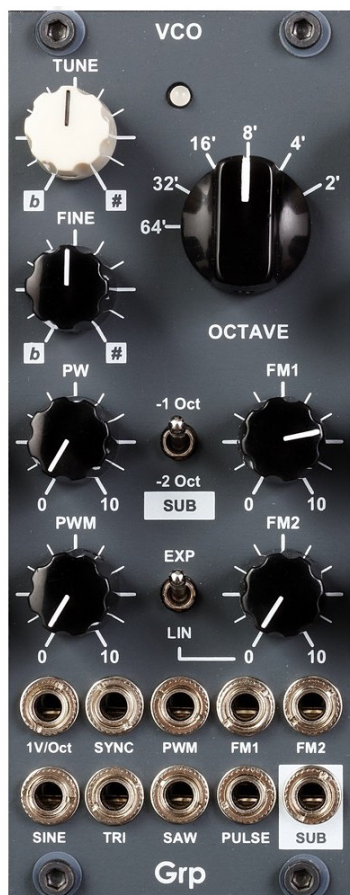 VCO
TUNE
b #
8'
16' 4'
32' 2'
64'
FINE
b #
OCTAVE
PW
0 10
-1 Oct
-2 Oct
SUB
FM1
0 10
PWM
0 10
EXP
LIN
FM2
0 10
1V/Oct SYNC PWM FM1 FM2
SINE TRI SAW PULSE SUB
Grp